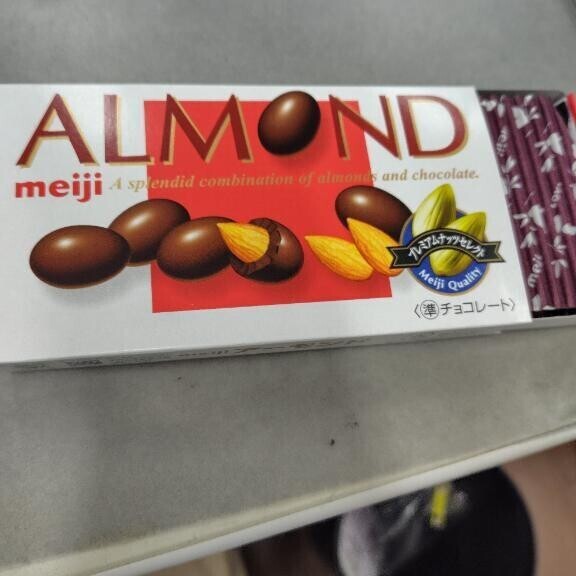 ALMOND
meiji A splendid combination of almonds and chocolate.
プレミアムナッツセレクト
Meiji Quality
〈準チョコレート〉
meiji